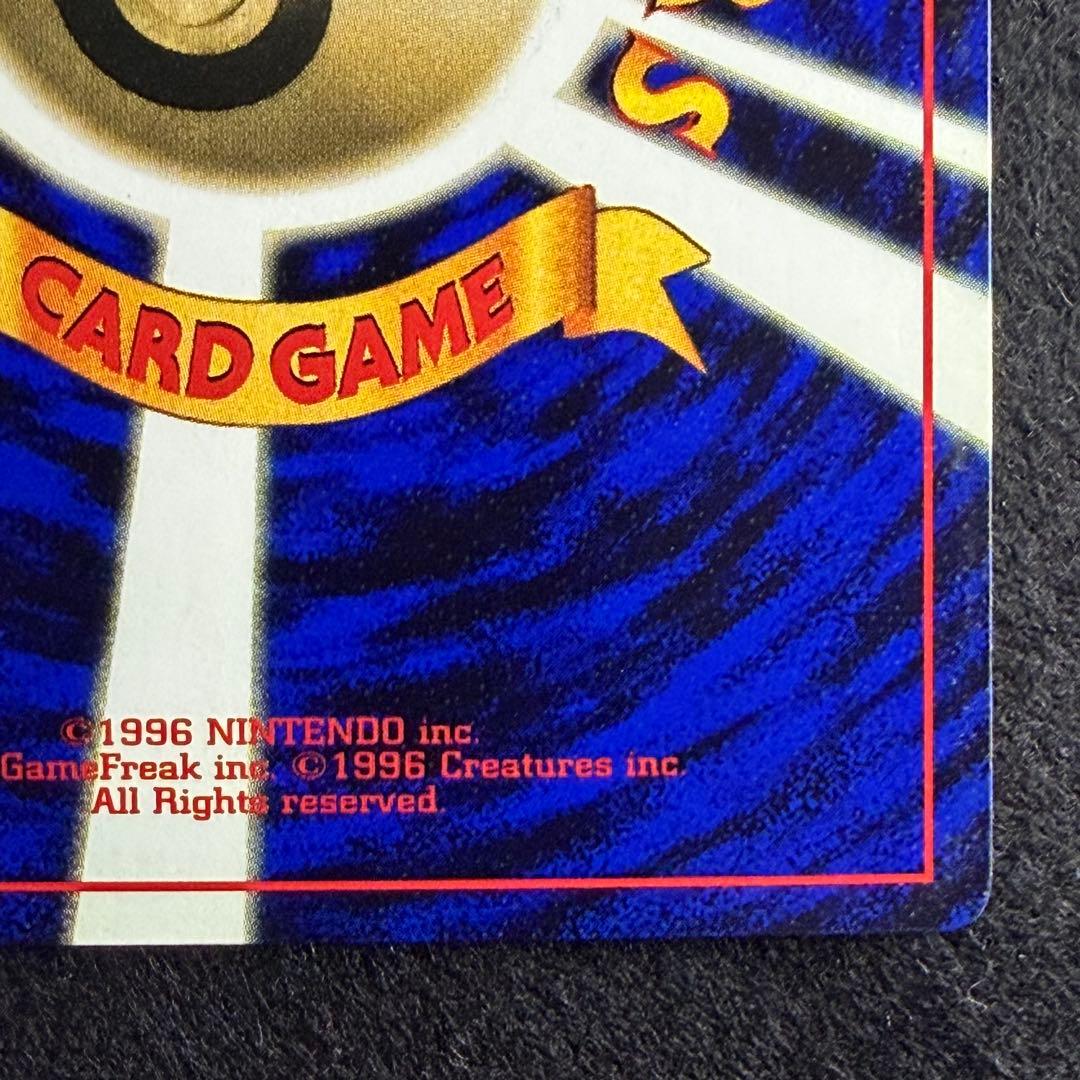 S
CARD GAME
©1996 NINTENDO inc.
GameFreak inc. ©1996 Creatures inc.
All Rights reserved.